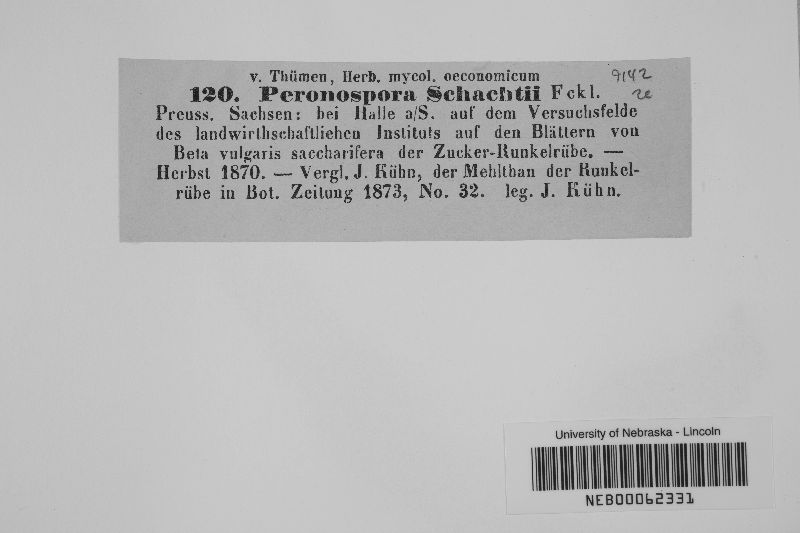 v. Thümen, Herb. mycol. oeconomicum 9142
120. Peronospora Schachtii Fckl. 2e
Preuss. Sachsen: bei Halle a/S. auf dem Versuchsfelde
des landwirthschaftlichen Instituts auf den Blättern von
Beta vulgaris saccharifera der Zucker-Runkelrübe. —
Herbst 1870. — Vergl. J. Kühn, der Mehlthau der Runkel-
rübe in Bot. Zeitung 1873, No. 32. leg. J. Kühn.
University of Nebraska - Lincoln
NEB00062331